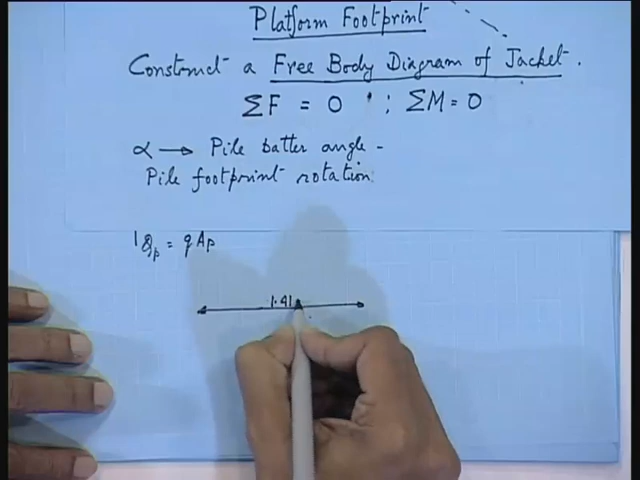 Platform Footprint
Construct a Free Body Diagram of Jacket.
ΣF = 0 ; ΣM = 0
α → Pile batter angle -
Pile footprint rotation.
Qp = q Ap
1.41